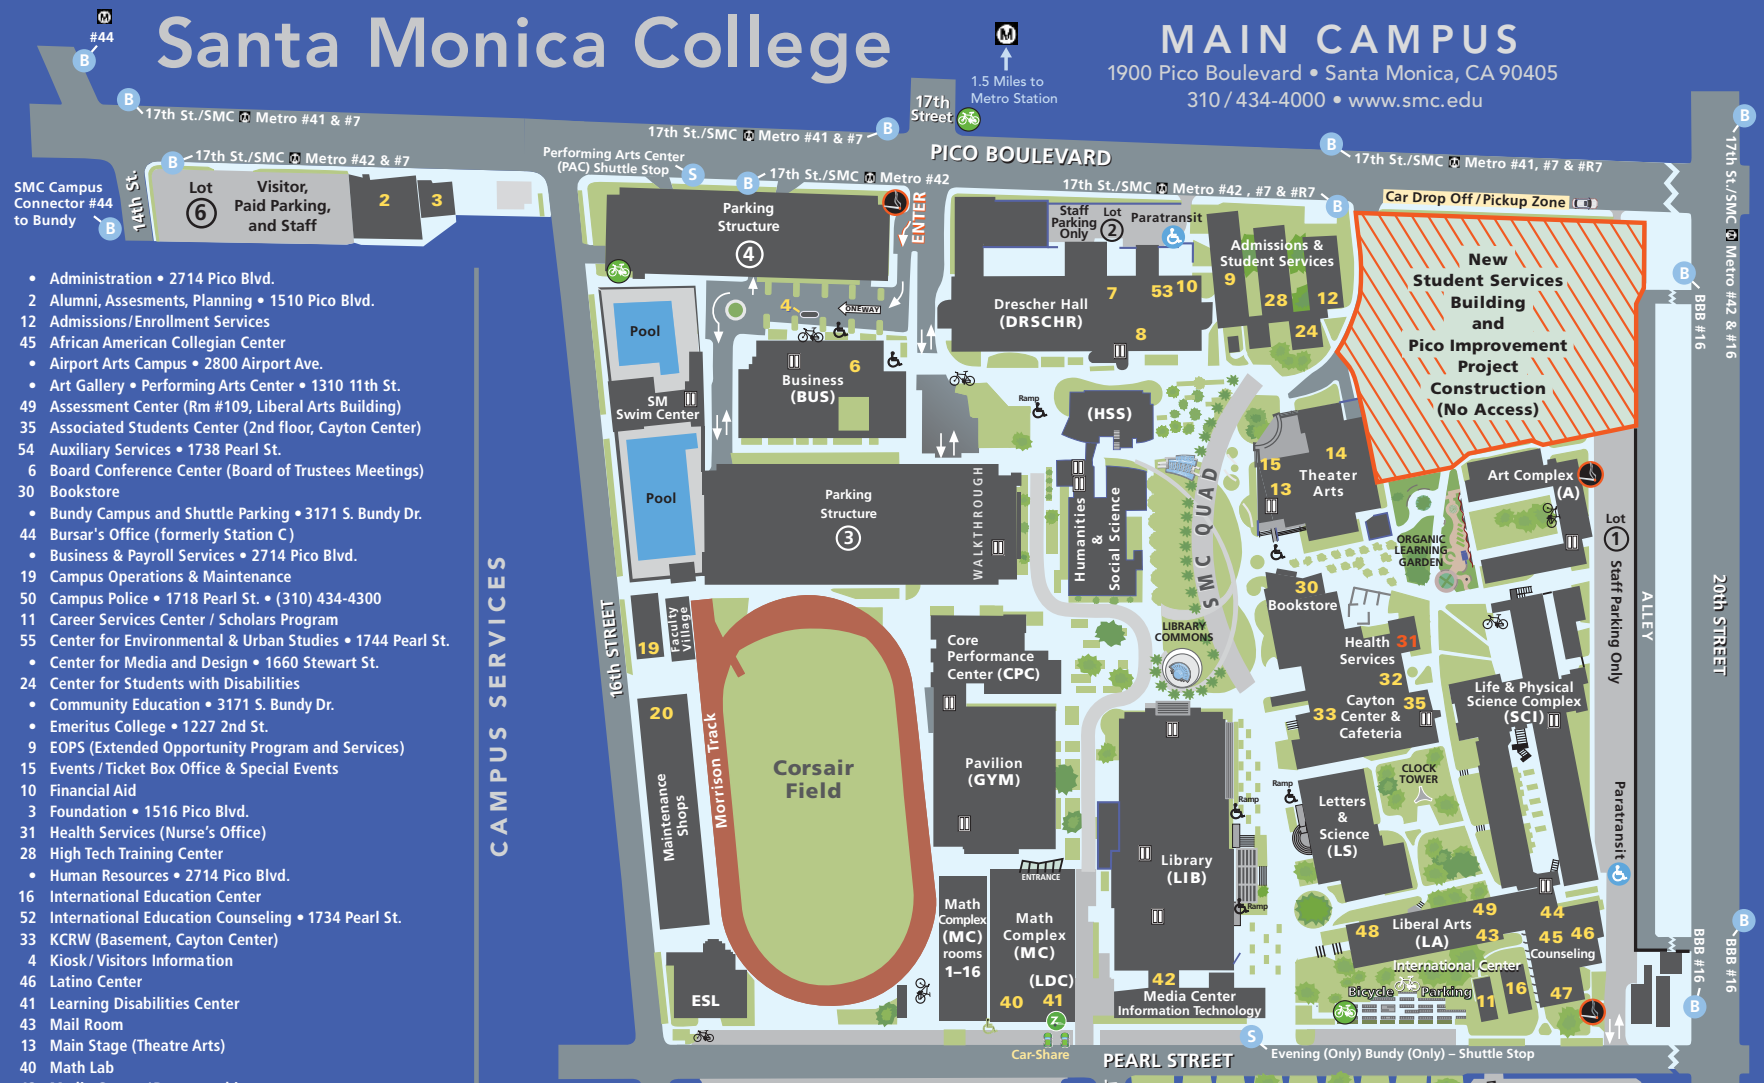 Santa Monica College
MAIN CAMPUS
1900 Pico Boulevard • Santa Monica, CA 90405
310/434-4000 • www.smc.edu
M
#44
B
B
17th St./SMC M Metro #41 & #7
B
17th St./SMC M Metro #42 & #7
SMC Campus
Connector #44
to Bundy
B
14th St.
Lot
6
Visitor,
Paid Parking,
and Staff
2
3
17th St./SMC M Metro #41 & #7
B
17th
Street
M
1.5 Miles to
Metro Station
PICO BOULEVARD
Performing Arts Center
(PAC) Shuttle Stop
S
B
17th St./SMC M Metro #42
B
17th St./SMC M Metro #41, #7 & #R7
17th St./SMC M Metro #42 , #7 & #R7
B
Car Drop Off/Pickup Zone
B
17th St./SMC M Metro #42 & #16
B
BBB #16
Parking
Structure
4
ENTER
4
ONEWAY
Staff
Parking
Only
Lot
2
Paratransit
Drescher Hall
(DRSCHR)
7
53
10
8
Admissions &
Student Services
9
28
12
24
New
Student Services
Building
and
Pico Improvement
Project
Construction
(No Access)
Pool
SM
Swim Center
Pool
Business
(BUS)
6
Ramp
(HSS)
Humanities
&
Social Science
SMC QUAD
15
13
14
Theater
Arts
Art Complex
(A)
Lot
1
Staff Parking Only
ALLEY
20th STREET
ORGANIC
LEARNING
GARDEN
Parking
Structure
3
WALKTHROUGH
16th STREET
19
Faculty
Village
20
Maintenance
Shops
Morrison Track
Corsair
Field
Core
Performance
Center (CPC)
Pavilion
(GYM)
LIBRARY
COMMONS
30
Bookstore
Health
Services
31
32
33
Cayton
Center &
Cafeteria
35
Life & Physical
Science Complex
(SCI)
CLOCK
TOWER
Ramp
Ramp
Ramp
Letters
&
Science
(LS)
Library
(LIB)
Paratransit
ENTRANCE
Math
Complex
(MC)
rooms
1–16
Math
Complex
(MC)
(LDC)
40
41
ESL
42
Media Center
Information Technology
48
Liberal Arts
(LA)
49
43
44
45
46
Counseling
International Center
Bicycle Parking
11
16
47
B
BBB #16
BBB #16
B
Z
Car-Share
PEARL STREET
S
Evening (Only) Bundy (Only) – Shuttle Stop
CAMPUS SERVICES
• Administration • 2714 Pico Blvd.
2 Alumni, Assesments, Planning • 1510 Pico Blvd.
12 Admissions/Enrollment Services
45 African American Collegian Center
• Airport Arts Campus • 2800 Airport Ave.
• Art Gallery • Performing Arts Center • 1310 11th St.
49 Assessment Center (Rm #109, Liberal Arts Building)
35 Associated Students Center (2nd floor, Cayton Center)
54 Auxiliary Services • 1738 Pearl St.
6 Board Conference Center (Board of Trustees Meetings)
30 Bookstore
• Bundy Campus and Shuttle Parking • 3171 S. Bundy Dr.
44 Bursar's Office (formerly Station C)
• Business & Payroll Services • 2714 Pico Blvd.
19 Campus Operations & Maintenance
50 Campus Police • 1718 Pearl St. • (310) 434-4300
11 Career Services Center / Scholars Program
55 Center for Environmental & Urban Studies • 1744 Pearl St.
• Center for Media and Design • 1660 Stewart St.
24 Center for Students with Disabilities
• Community Education • 3171 S. Bundy Dr.
• Emeritus College • 1227 2nd St.
9 EOPS (Extended Opportunity Program and Services)
15 Events/Ticket Box Office & Special Events
10 Financial Aid
3 Foundation • 1516 Pico Blvd.
31 Health Services (Nurse's Office)
28 High Tech Training Center
• Human Resources • 2714 Pico Blvd.
16 International Education Center
52 International Education Counseling • 1734 Pearl St.
33 KCRW (Basement, Cayton Center)
4 Kiosk/Visitors Information
46 Latino Center
41 Learning Disabilities Center
43 Mail Room
13 Main Stage (Theatre Arts)
40 Math Lab